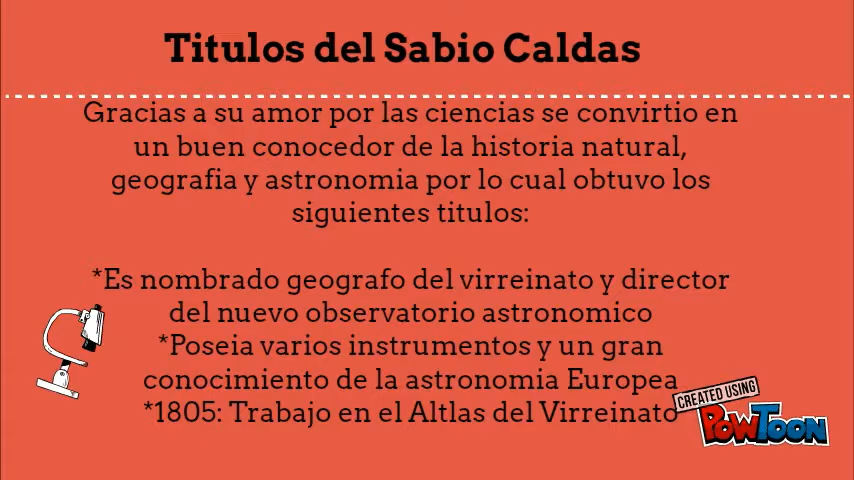 Titulos del Sabio Caldas
Gracias a su amor por las ciencias se convirtio en
un buen conocedor de la historia natural,
geografia y astronomia por lo cual obtuvo los
siguientes titulos:
*Es nombrado geografo del virreinato y director
del nuevo observatorio astronomico
*Poseia varios instrumentos y un gran
conocimiento de la astronomia Europea
*1805: Trabajo en el Altlas del Virreinato
CREATED USING
POWTOON